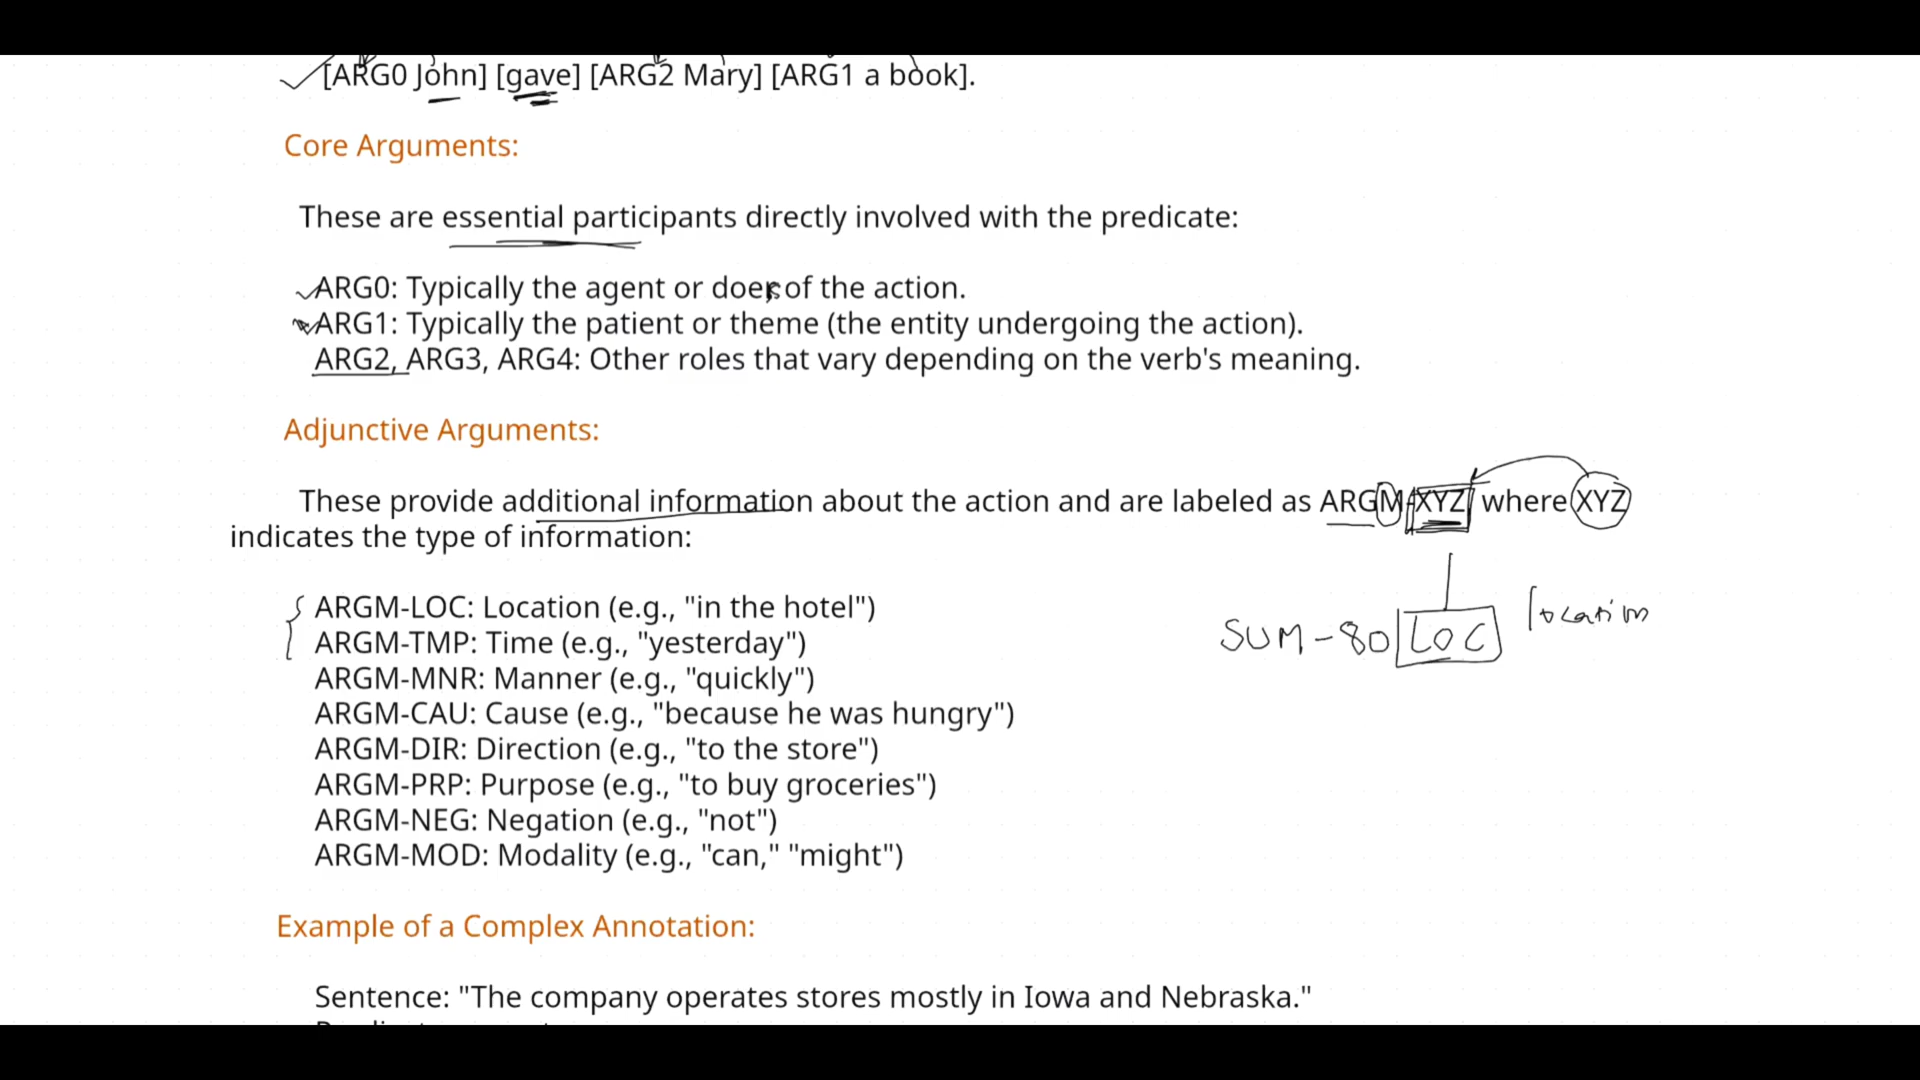 [ARG0 John] [gave] [ARG2 Mary] [ARG1 a book].
Core Arguments:
These are essential participants directly involved with the predicate:
ARG0: Typically the agent or doer of the action.
ARG1: Typically the patient or theme (the entity undergoing the action).
ARG2, ARG3, ARG4: Other roles that vary depending on the verb's meaning.
Adjunctive Arguments:
These provide additional information about the action and are labeled as ARGM-XYZ where XYZ
indicates the type of information:
ARGM-LOC: Location (e.g., "in the hotel")
ARGM-TMP: Time (e.g., "yesterday")
SUM-80 LOC location
ARGM-MNR: Manner (e.g., "quickly")
ARGM-CAU: Cause (e.g., "because he was hungry")
ARGM-DIR: Direction (e.g., "to the store")
ARGM-PRP: Purpose (e.g., "to buy groceries")
ARGM-NEG: Negation (e.g., "not")
ARGM-MOD: Modality (e.g., "can," "might")
Example of a Complex Annotation:
Sentence: "The company operates stores mostly in Iowa and Nebraska."